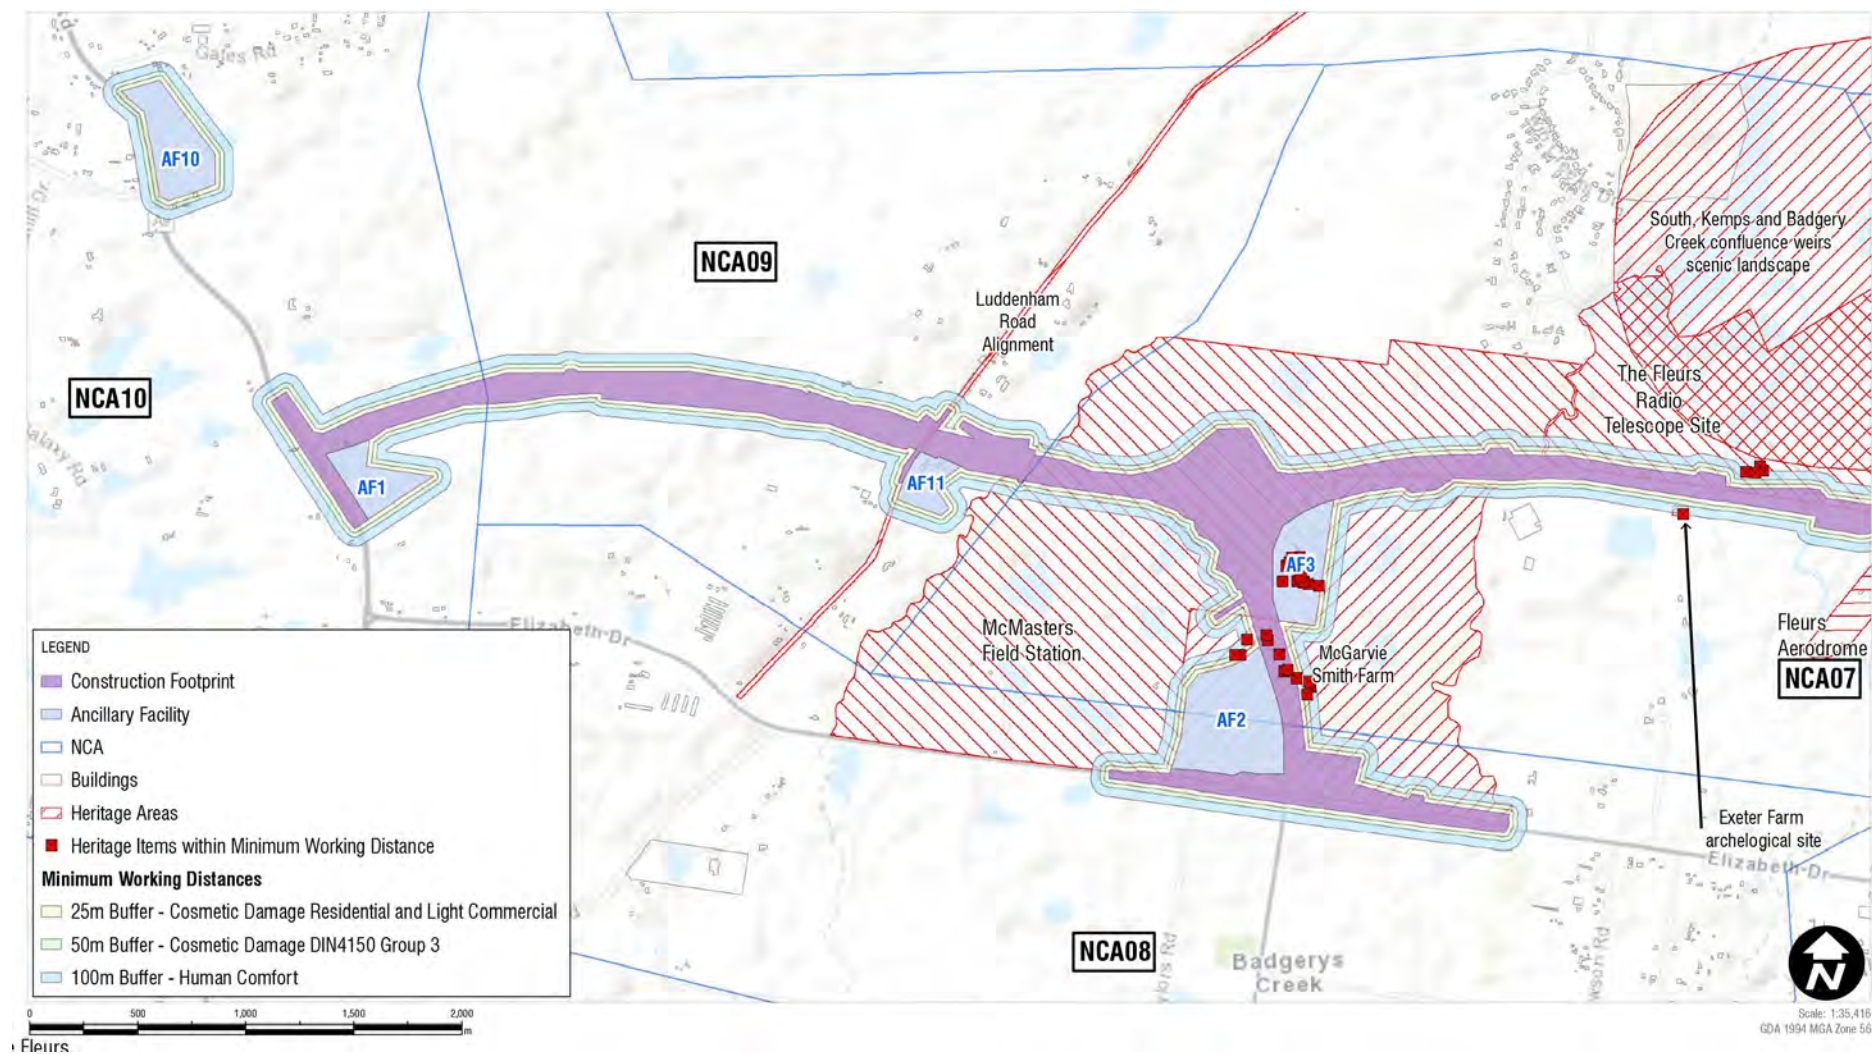 Gales Rd
AF10
NCA09
South, Kemps and Badgery
Creek confluence weirs
scenic landscape
Luddenham
Road
Alignment
NCA10
The Fleurs
Radio
Telescope Site
AF1
AF11
AF3
Elizabeth Dr
McMasters
Field Station
McGarvie
Smith Farm
Fleurs
Aerodrome
NCA07
AF2
Exeter Farm
archelogical site
Elizabeth Dr
NCA08
Badgerys
Creek
LEGEND
Construction Footprint
Ancillary Facility
NCA
Buildings
Heritage Areas
Heritage Items within Minimum Working Distance
Minimum Working Distances
25m Buffer - Cosmetic Damage Residential and Light Commercial
50m Buffer - Cosmetic Damage DIN4150 Group 3
100m Buffer - Human Comfort
N
0 500 1,000 1,500 2,000
m
Scale: 1:35,416
GDA 1994 MGA Zone 56
Fleurs